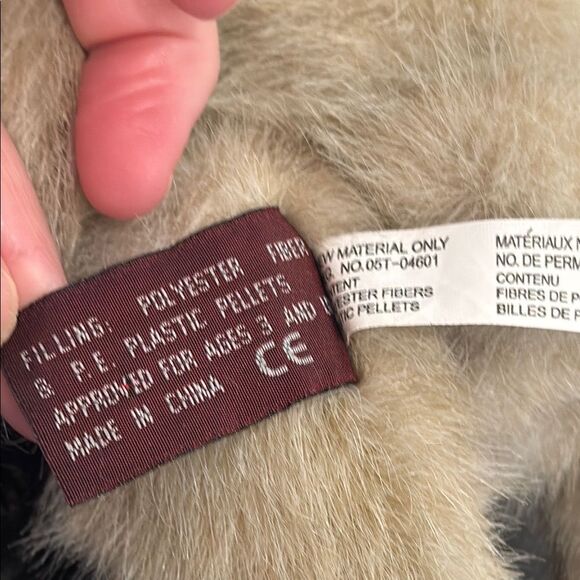 FILLING: POLYESTER FIBER
& P.E. PLASTIC PELLETS
APPROVED FOR AGES 3 AND U
MADE IN CHINA CE
W MATERIAL ONLY
G. NO.05T-04601
TENT
ESTER FIBERS
TIC PELLETS
MATÉRIAUX N
NO. DE PERM
CONTENU
FIBRES DE P
BILLES DE P